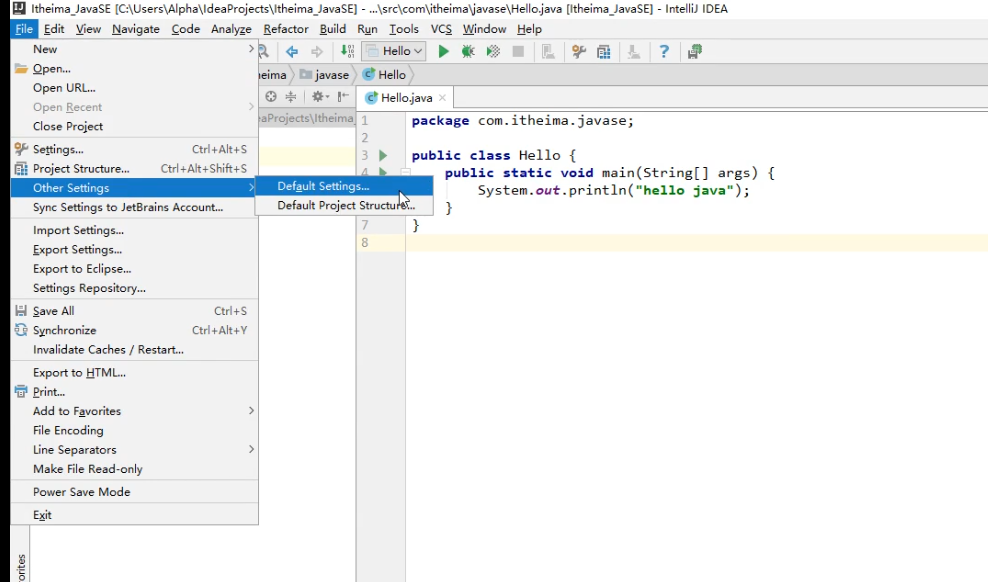 Itheima_JavaSE [C:\Users\Alpha\IdeaProjects\Itheima_JavaSE] - ...\src\com\itheima\javase\Hello.java [Itheima_JavaSE] - IntelliJ IDEA
File Edit View Navigate Code Analyze Refactor Build Run Tools VCS Window Help
Hello
eima javase Hello
Hello.java
eaProjects\Itheima_
New
Open...
Open URL...
Open Recent
Close Project
Settings... Ctrl+Alt+S
Project Structure... Ctrl+Alt+Shift+S
Other Settings
Sync Settings to JetBrains Account...
Import Settings...
Export Settings...
Export to Eclipse...
Settings Repository...
Save All Ctrl+S
Synchronize Ctrl+Alt+Y
Invalidate Caches / Restart...
Export to HTML...
Print...
Add to Favorites
File Encoding
Line Separators
Make File Read-only
Power Save Mode
Exit
Default Settings...
Default Project Structure...
1 package com.itheima.javase;
2
3 public class Hello {
4 public static void main(String[] args) {
System.out.println("hello java");
}
7 }
8
orites